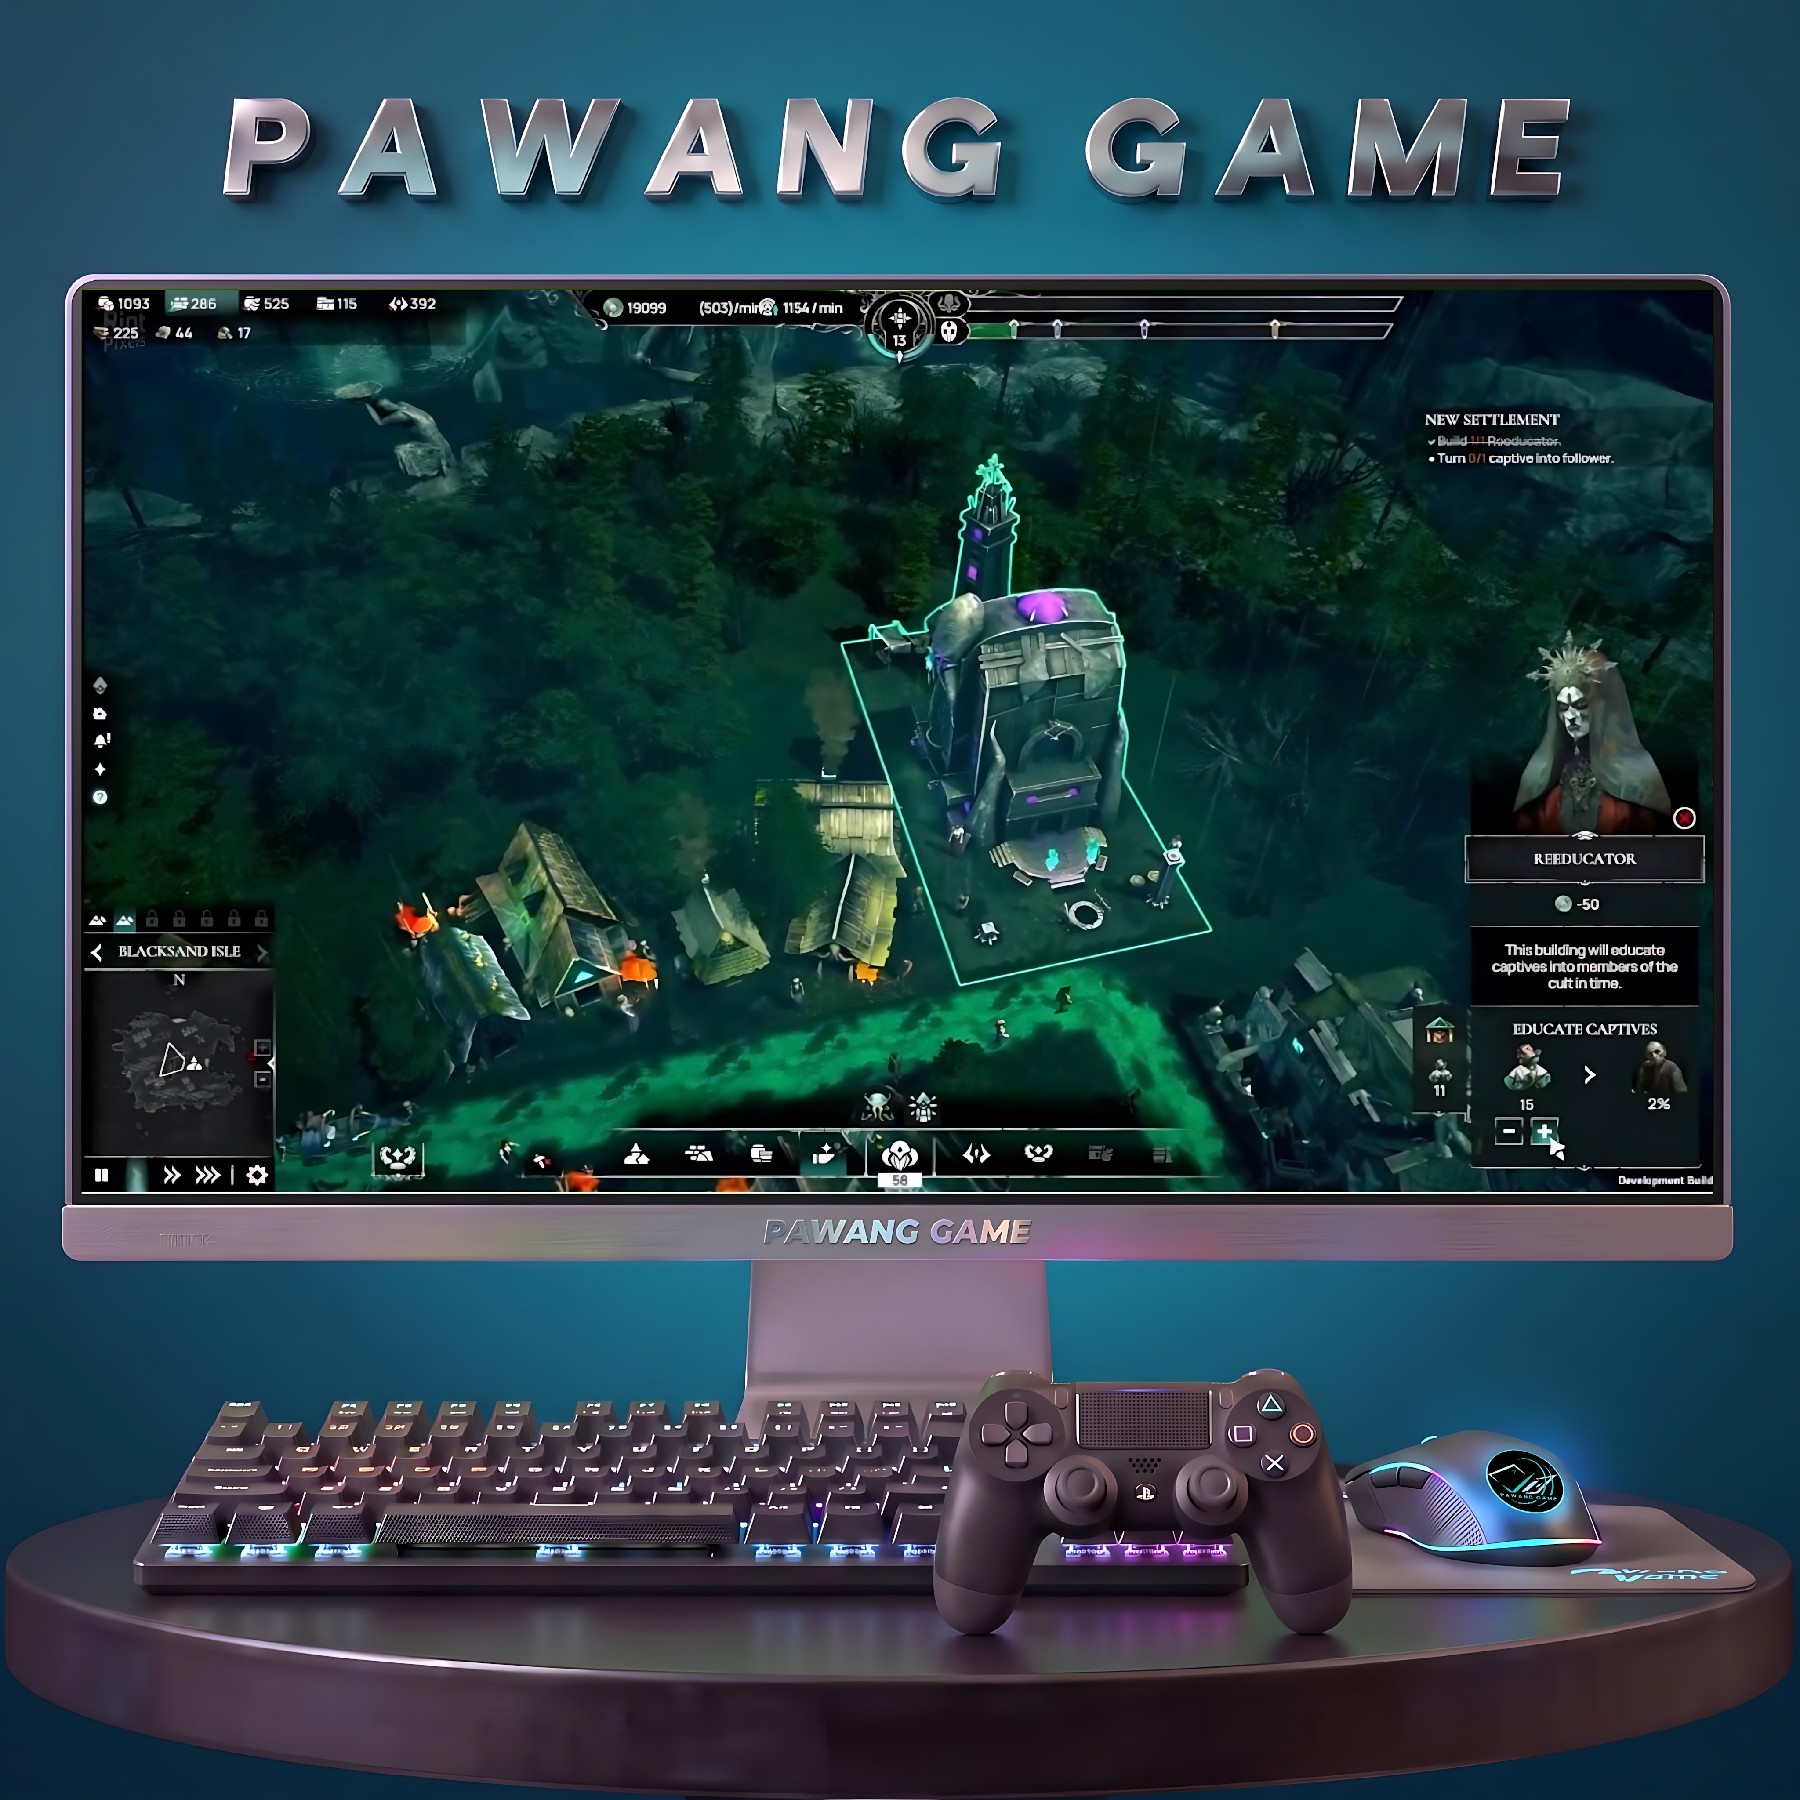 PAWANG GAME
1093 286 525 115 392
225 44 17
19099 (503)/min 1154 / min
13
NEW SETTLEMENT
Build 1/1 Reeducator.
Turn 0/1 captive into follower.
BLACKSAND ISLE
N
REEDUCATOR
-50
This building will educate
captives into members of the
cult in time.
EDUCATE CAPTIVES
11
15 2%
58
Development Build
PAWANG GAME
PAWANG GAME